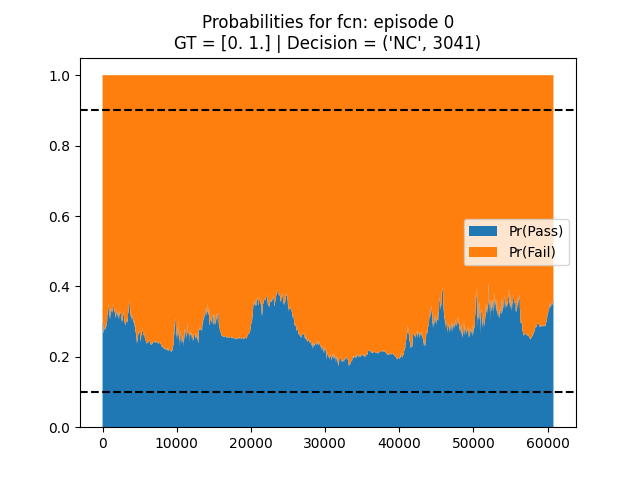 Probabilities for fcn: episode 0
GT = [0. 1.] | Decision = ('NC', 3041)
1.0
0.8
0.6
0.4
0.2
0.0
Pr(Pass)
Pr(Fail)
0 10000 20000 30000 40000 50000 60000